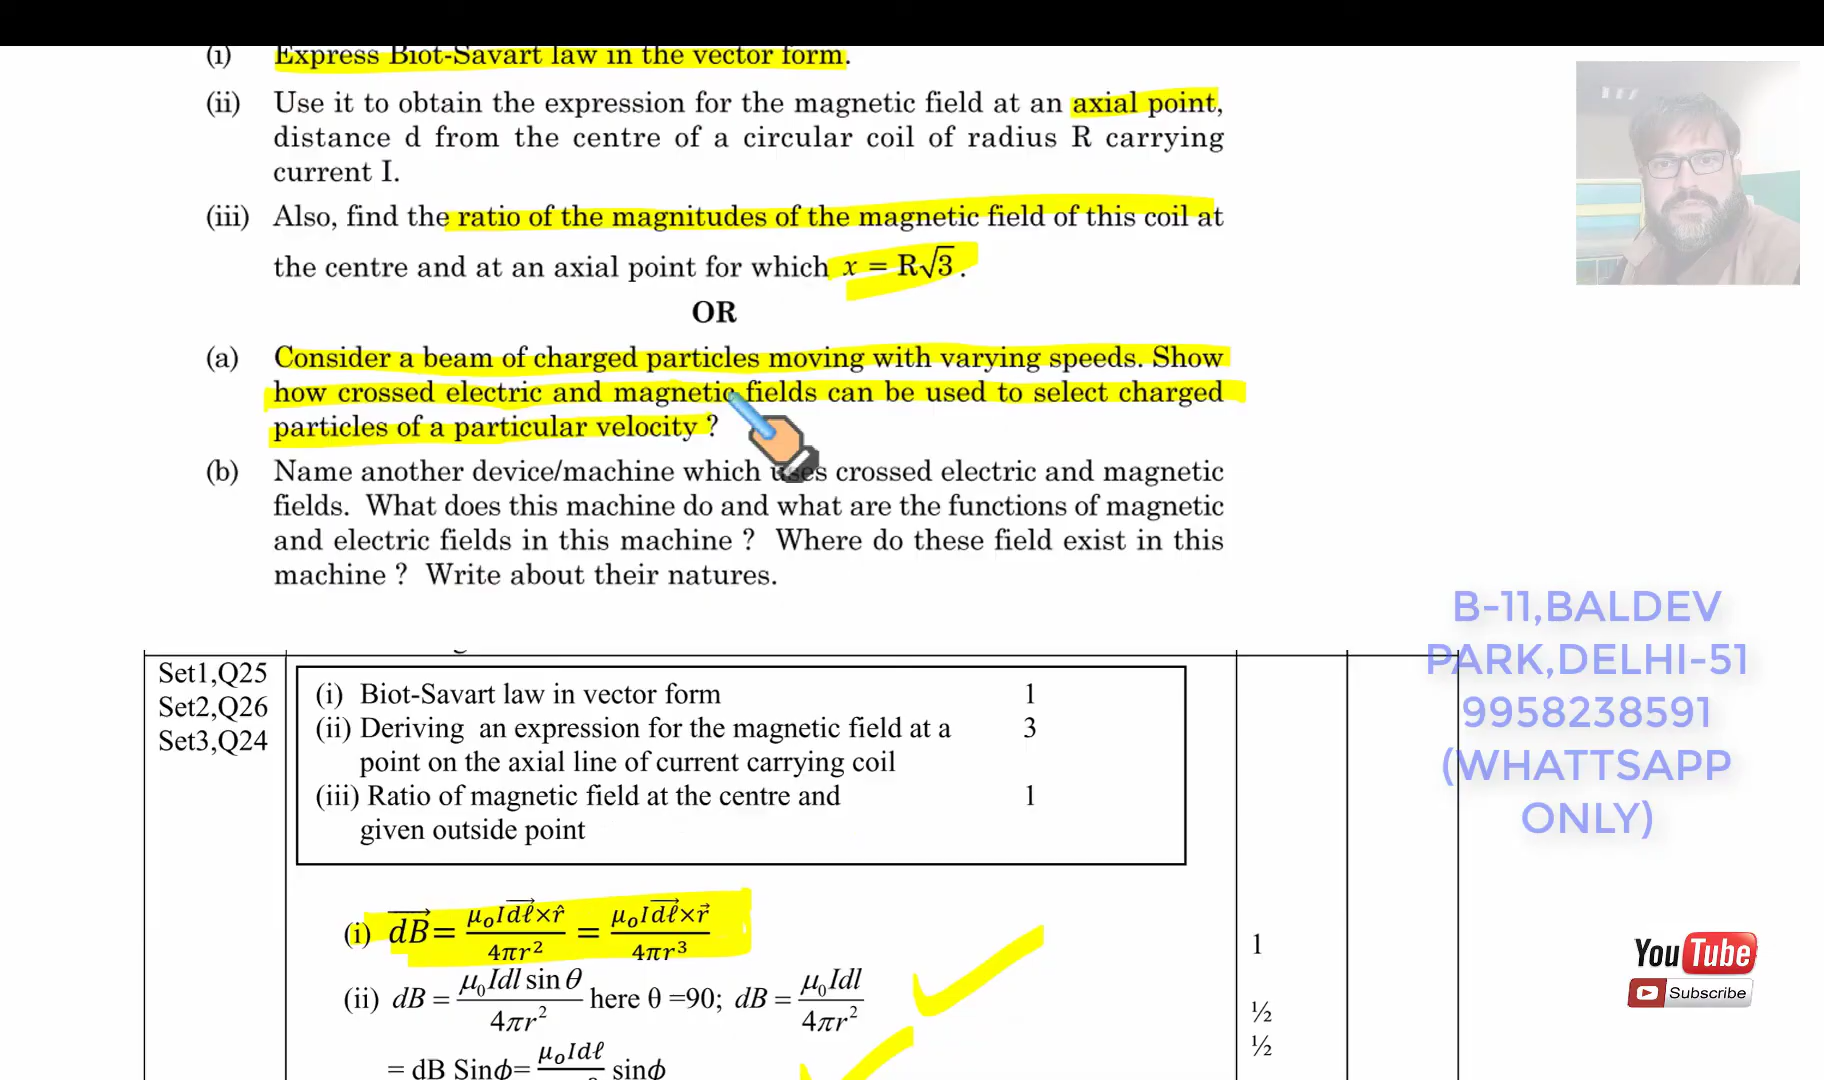 (i) Express Biot-Savart law in the vector form.
(ii) Use it to obtain the expression for the magnetic field at an axial point,
distance d from the centre of a circular coil of radius R carrying
current I.
(iii) Also, find the ratio of the magnitudes of the magnetic field of this coil at
the centre and at an axial point for which x = R√3.
OR
(a) Consider a beam of charged particles moving with varying speeds. Show
how crossed electric and magnetic fields can be used to select charged
particles of a particular velocity ?
(b) Name another device/machine which uses crossed electric and magnetic
fields. What does this machine do and what are the functions of magnetic
and electric fields in this machine ? Where do these field exist in this
machine ? Write about their natures.
Set1,Q25
Set2,Q26
Set3,Q24
(i) Biot-Savart law in vector form 1
(ii) Deriving an expression for the magnetic field at a 3
point on the axial line of current carrying coil
(iii) Ratio of magnetic field at the centre and 1
given outside point
(i) dB⃗ = μₒI dℓ⃗×r̂ / 4πr² = μₒI dℓ⃗×r⃗ / 4πr³ 1
(ii) dB = μ₀Idl sin θ / 4πr² here θ =90; dB = μ₀Idl / 4πr² ½
= dB Sinϕ= μₒIdℓ sinϕ ½
B-11,BALDEV
PARK,DELHI-51
9958238591
(WHATTSAPP
ONLY)
YouTube
Subscribe